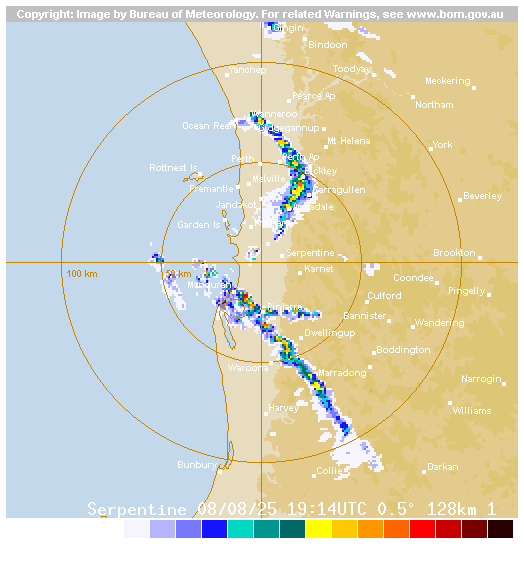 Copyright: Image by Bureau of Meteorology. For related Warnings, see www.bom.gov.au
Gingin
Bindoon
Yanchep
Toodyay
Meckering
Pearce Ap
Northam
Wanneroo
Ocean Reef
Mt Helena
York
Perth
Perth Ap
Rottnest Is
Bickley
Melville
Fremantle
Karragullen
Beverley
Jandakot
Armadale
Garden Is
Serpentine
Brookton
100 km
50 km
Karnet
Coondee
Mandurah
Pingelly
Culford
Pinjarra
Bannister
Wandering
Dwellingup
Boddington
Waroona
Marradong
Narrogin
Harvey
Williams
Bunbury
Collie
Darkan
Serpentine 08/08/25 19:14UTC 0.5° 128km 1